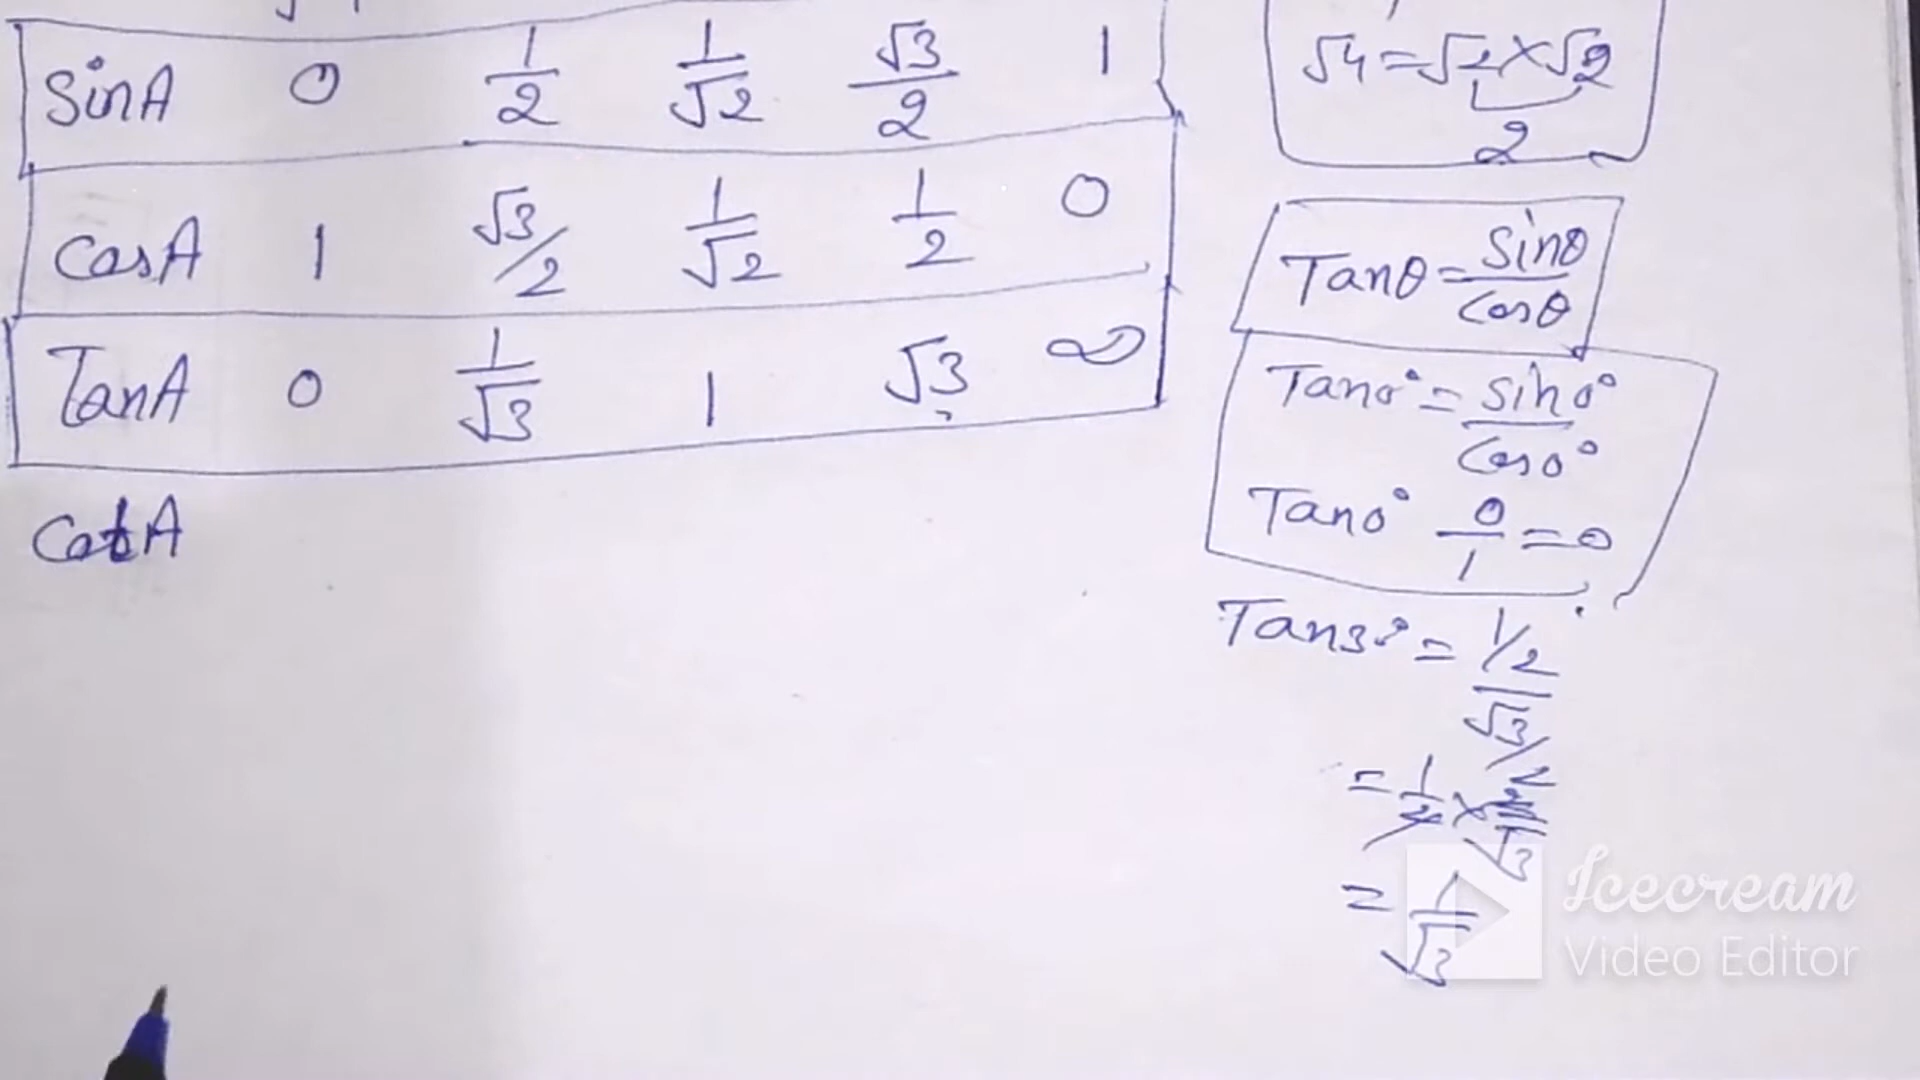 SinA 0 1/2 1/√2 √3/2 1
CosA 1 √3/2 1/√2 1/2 0
TanA 0 1/√3 1 √3 ∞
CotA
√4=√2×√2
2
Tanθ=Sinθ/Cosθ
Tan0°=Sin0°/Cos0°
Tan0° 0/1=0
Tan30°=1/2/√3/2
=1/2×2/√3
=1/√3
Icecream
Video Editor